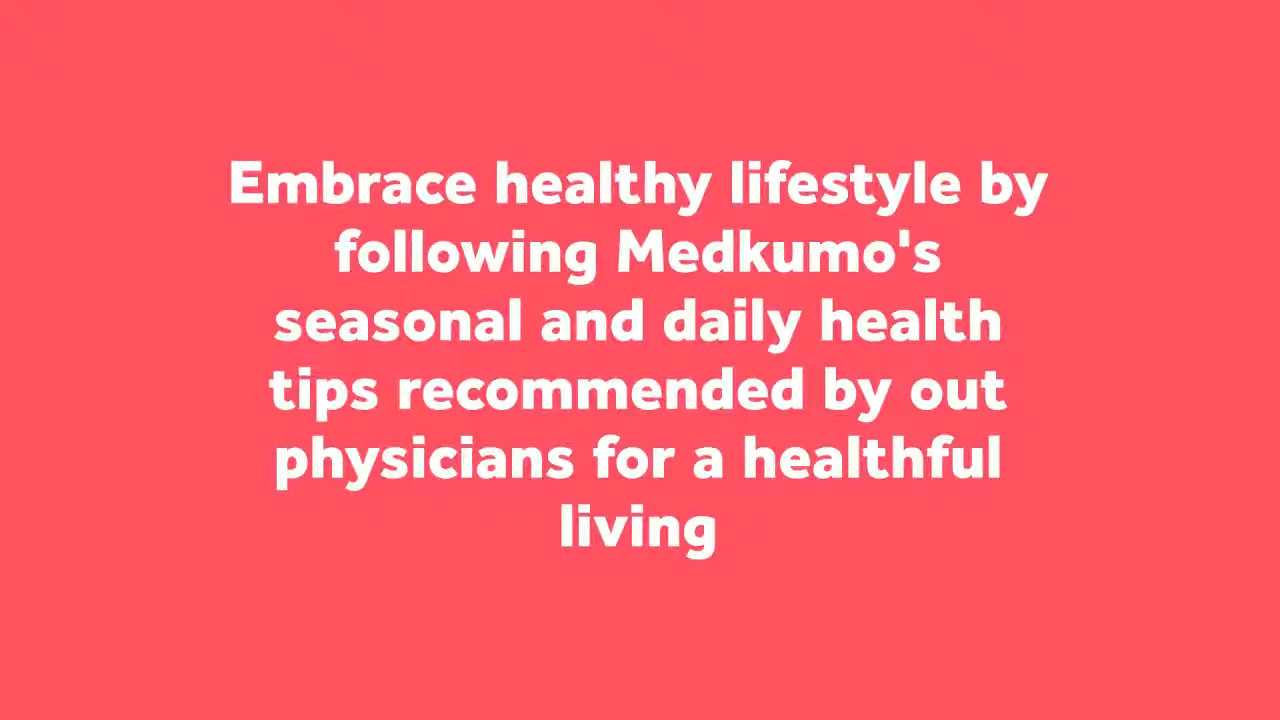 Embrace healthy lifestyle by
following Medkumo's
seasonal and daily health
tips recommended by out
physicians for a healthful
living